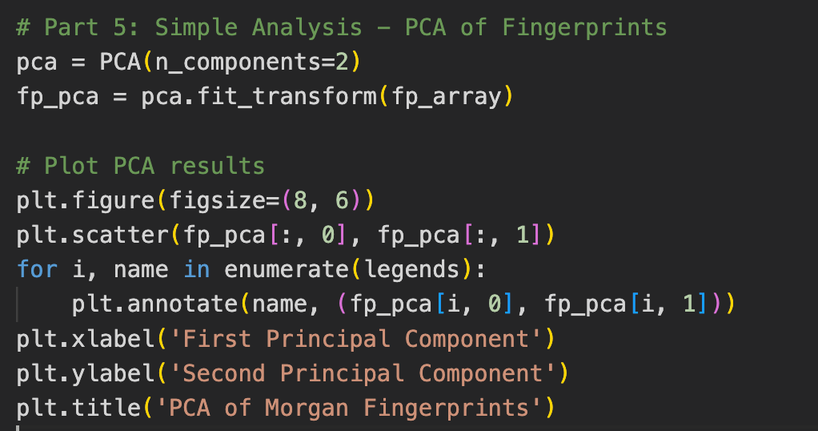 # Part 5: Simple Analysis - PCA of Fingerprints
pca = PCA(n_components=2)
fp_pca = pca.fit_transform(fp_array)

# Plot PCA results
plt.figure(figsize=(8, 6))
plt.scatter(fp_pca[:, 0], fp_pca[:, 1])
for i, name in enumerate(legends):
    plt.annotate(name, (fp_pca[i, 0], fp_pca[i, 1]))
plt.xlabel('First Principal Component')
plt.ylabel('Second Principal Component')
plt.title('PCA of Morgan Fingerprints')